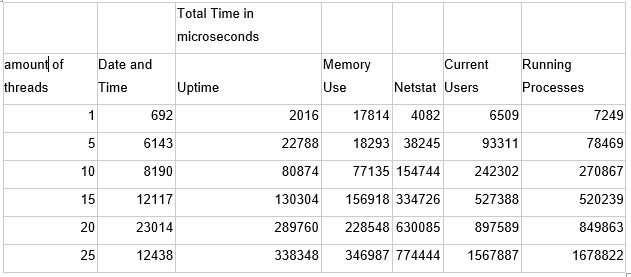 Total Time in
microseconds
amount of threads Date and Time Uptime Memory Use Netstat Current Users Running Processes
1 692 2016 17814 4082 6509 7249
5 6143 22788 18293 38245 93311 78469
10 8190 80874 77135 154744 242302 270867
15 12117 130304 156918 334726 527388 520239
20 23014 289760 228548 630085 897589 849863
25 12438 338348 346987 774444 1567887 1678822